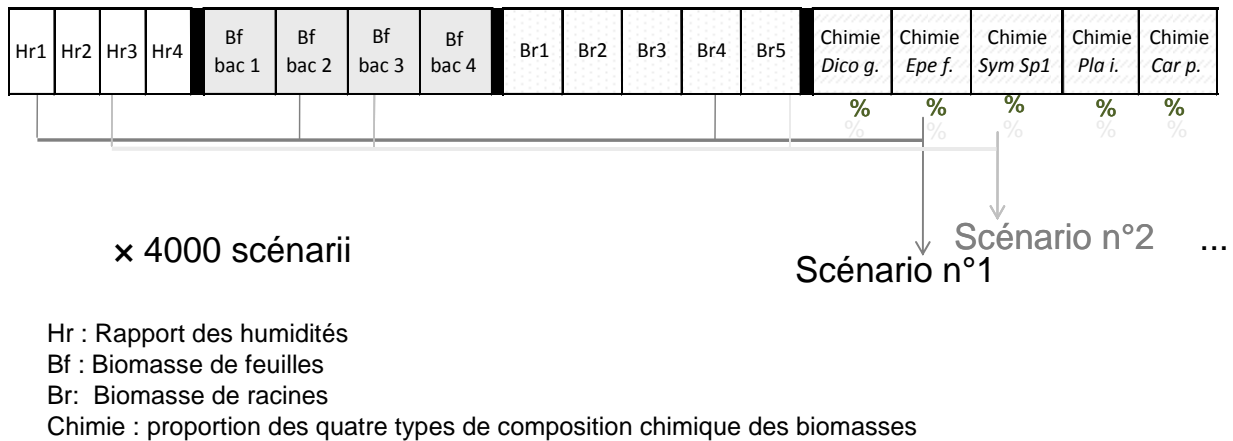 Hr1 Hr2 Hr3 Hr4 Bf bac 1 Bf bac 2 Bf bac 3 Bf bac 4 Br1 Br2 Br3 Br4 Br5 Chimie Dico g. Chimie Epe f. Chimie Sym Sp1 Chimie Pla i. Chimie Car p.
% % % % %
% % % % %
Scénario n°2 ...
× 4000 scénarii
Scénario n°1
Hr : Rapport des humidités
Bf : Biomasse de feuilles
Br: Biomasse de racines
Chimie : proportion des quatre types de composition chimique des biomasses